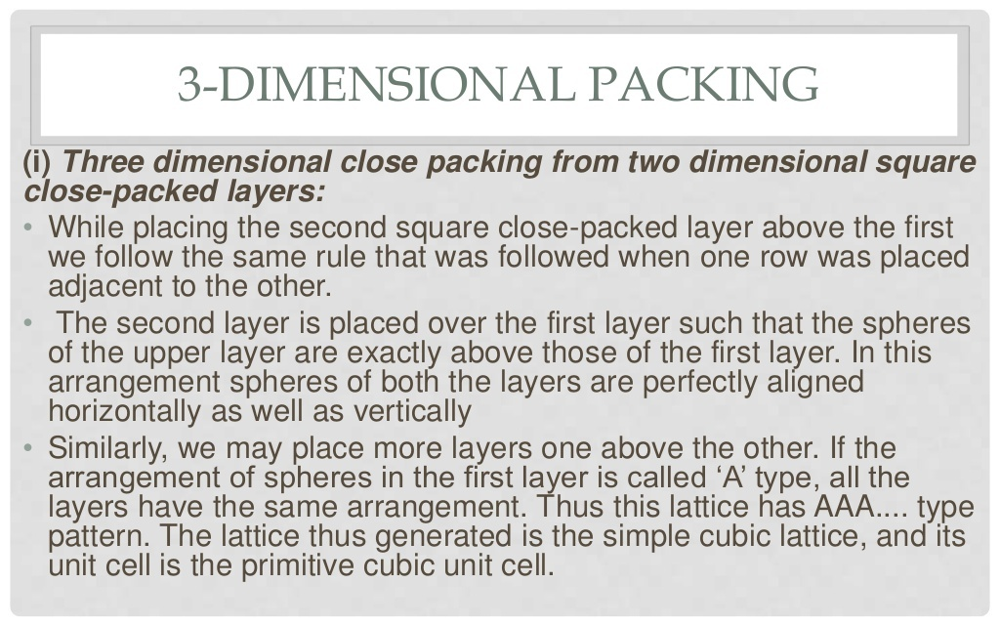 3-DIMENSIONAL PACKING
(i) Three dimensional close packing from two dimensional square
close-packed layers:
• While placing the second square close-packed layer above the first
we follow the same rule that was followed when one row was placed
adjacent to the other.
• The second layer is placed over the first layer such that the spheres
of the upper layer are exactly above those of the first layer. In this
arrangement spheres of both the layers are perfectly aligned
horizontally as well as vertically
• Similarly, we may place more layers one above the other. If the
arrangement of spheres in the first layer is called ‘A’ type, all the
layers have the same arrangement. Thus this lattice has AAA.... type
pattern. The lattice thus generated is the simple cubic lattice, and its
unit cell is the primitive cubic unit cell.